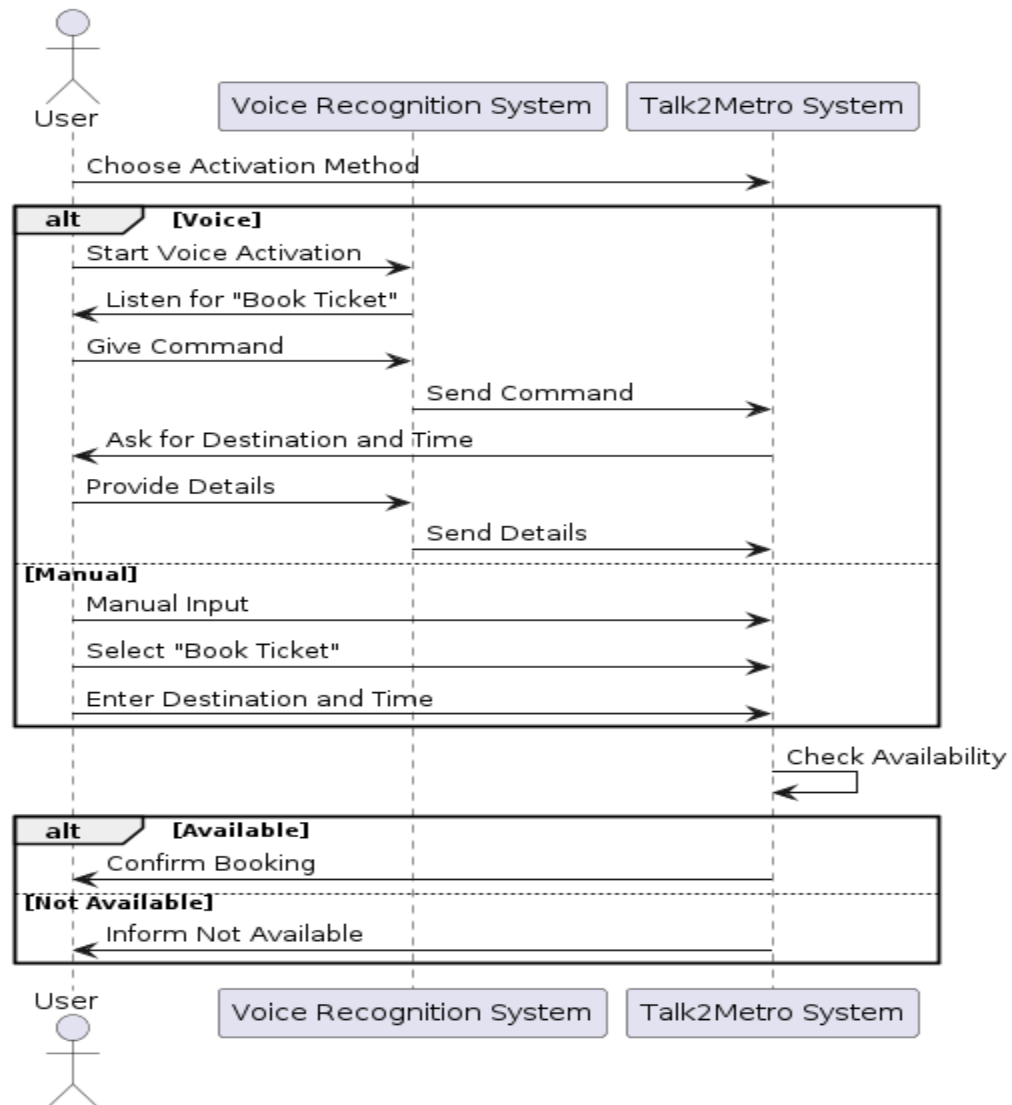 User
Voice Recognition System
Talk2Metro System
Choose Activation Method
alt
[Voice]
Start Voice Activation
Listen for "Book Ticket"
Give Command
Send Command
Ask for Destination and Time
Provide Details
Send Details
[Manual]
Manual Input
Select "Book Ticket"
Enter Destination and Time
Check Availability
alt
[Available]
Confirm Booking
[Not Available]
Inform Not Available
User
Voice Recognition System
Talk2Metro System